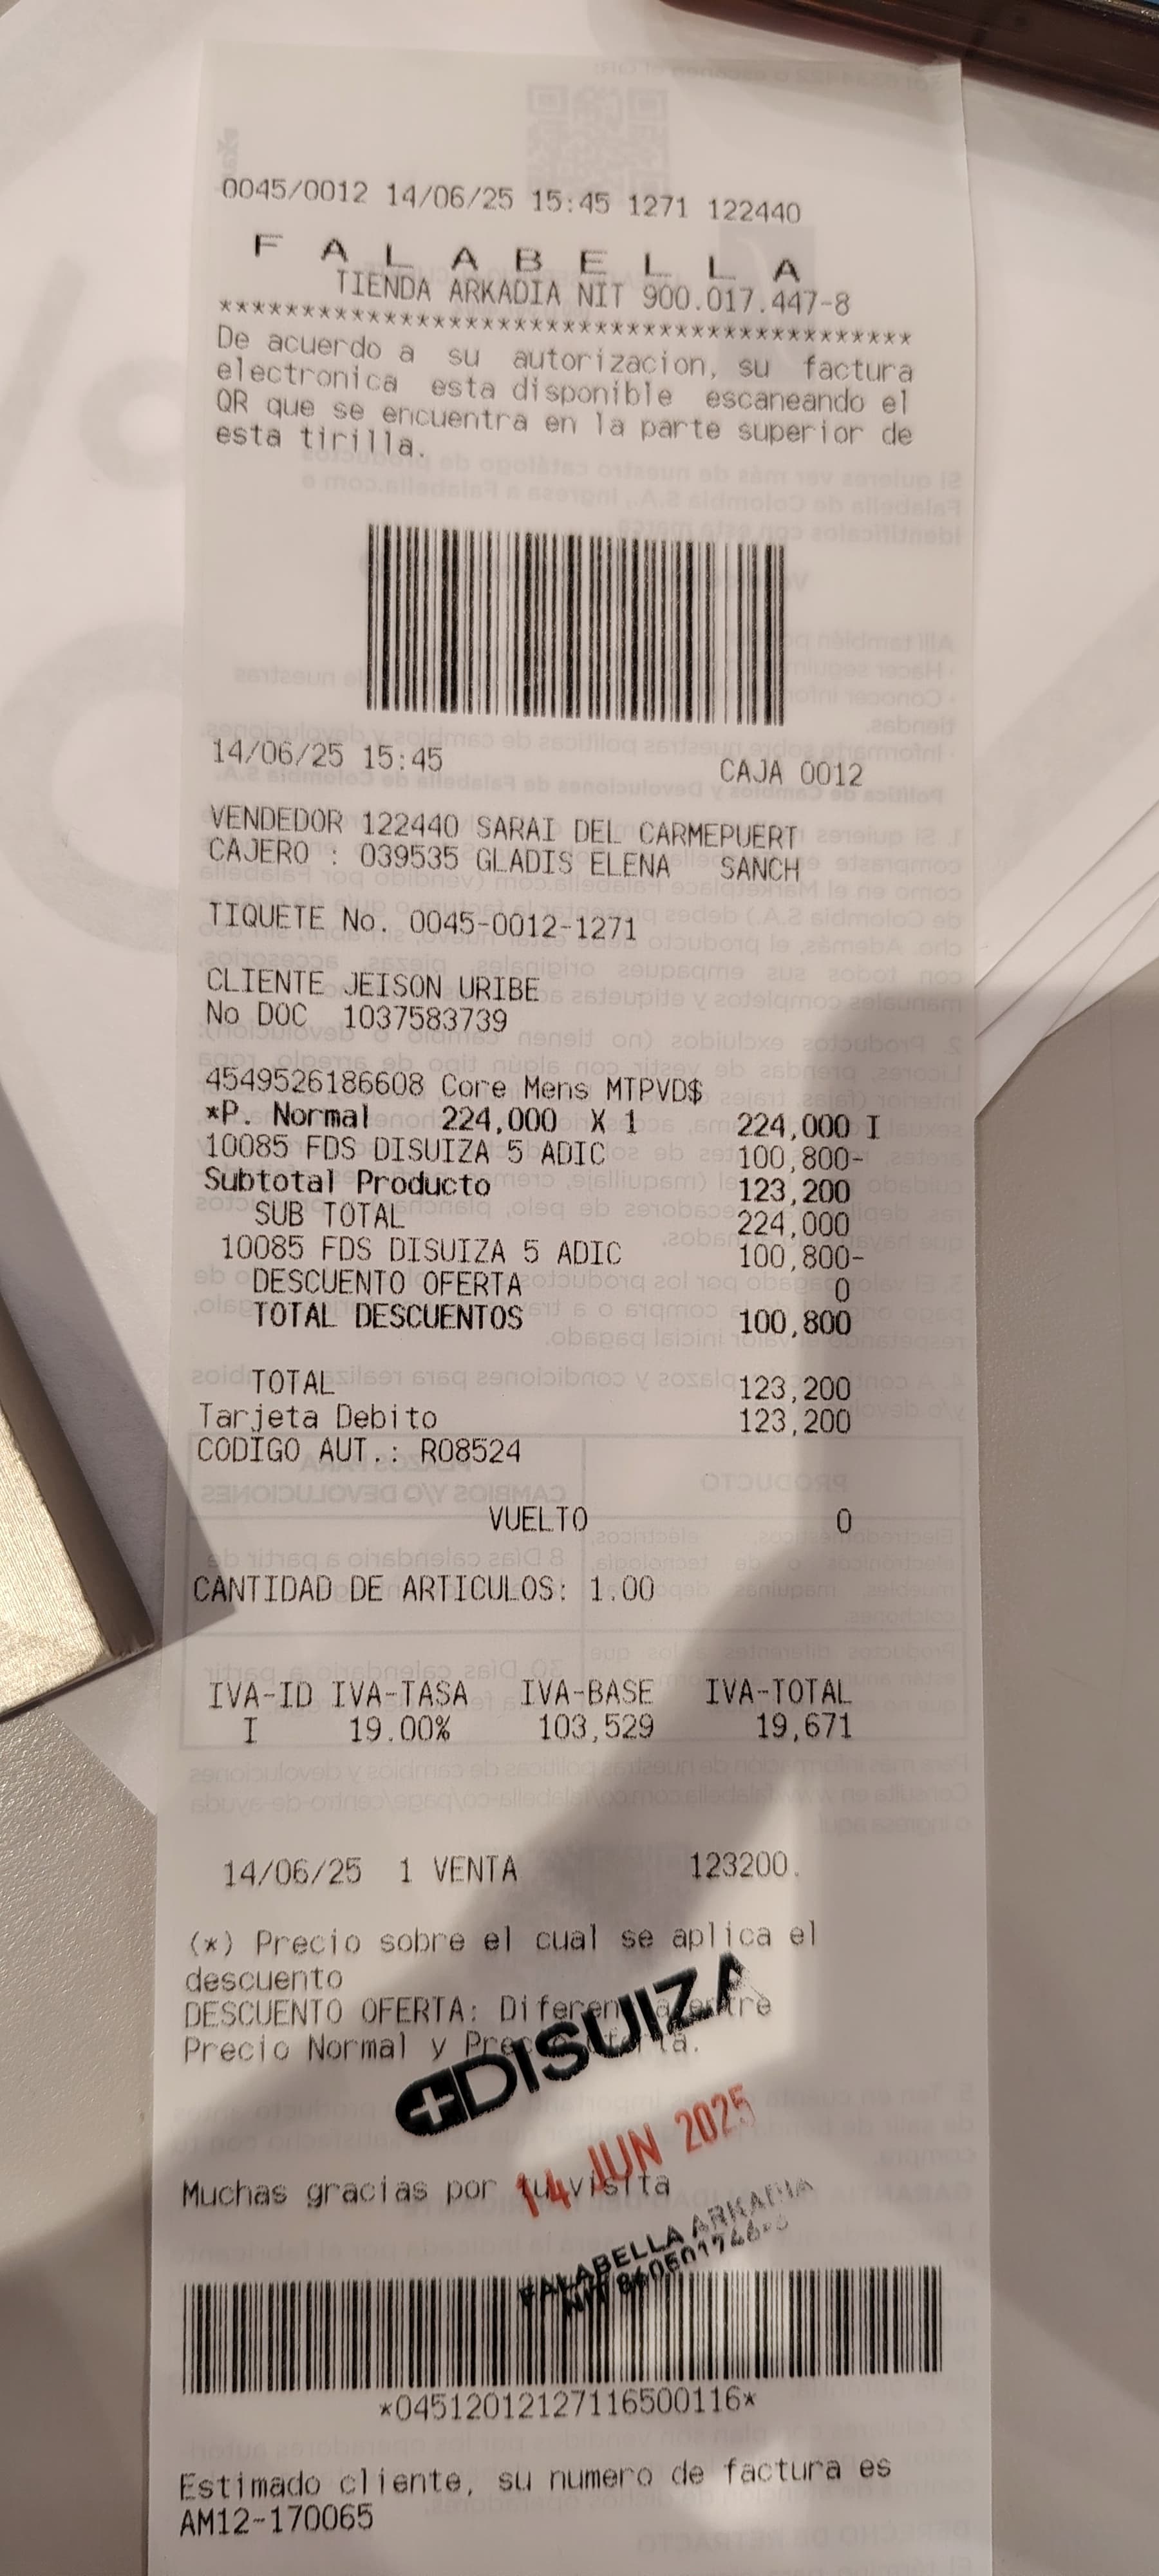 0045/0012 14/06/25 15:45 1271 122440
FALABELLA
TIENDA ARKADIA NIT 900.017.447-8
******************************************
De acuerdo a su autorizacion, su factura
electronica esta disponible escaneando el
QR que se encuentra en la parte superior de
esta tirilla.
14/06/25 15:45 CAJA 0012
VENDEDOR 122440 SARAI DEL CARMEPUERT
CAJERO : 039535 GLADIS ELENA SANCH
TIQUETE No. 0045-0012-1271
CLIENTE JEISON URIBE
No DOC 1037583739
4549526186608 Core Mens MTPVD$
*P. Normal 224,000 X 1 224,000 I
10085 FDS DISUIZA 5 ADIC 100,800-
Subtotal Producto 123,200
SUB TOTAL 224,000
10085 FDS DISUIZA 5 ADIC 100,800-
DESCUENTO OFERTA 0
TOTAL DESCUENTOS 100,800
TOTAL 123,200
Tarjeta Debito 123,200
CODIGO AUT.: R08524
VUELTO 0
CANTIDAD DE ARTICULOS: 1.00
IVA-ID IVA-TASA IVA-BASE IVA-TOTAL
I 19.00% 103,529 19,671
14/06/25 1 VENTA 123200.
(*) Precio sobre el cual se aplica el
descuento
DESCUENTO OFERTA: Diferencia entre
Precio Normal y Precio Oferta.
DISUIZA
14 JUN 2025
Muchas gracias por tu visita
FALABELLA ARKADIA
NIT
*04512012127116500116*
Estimado cliente, su numero de factura es
AM12-170065